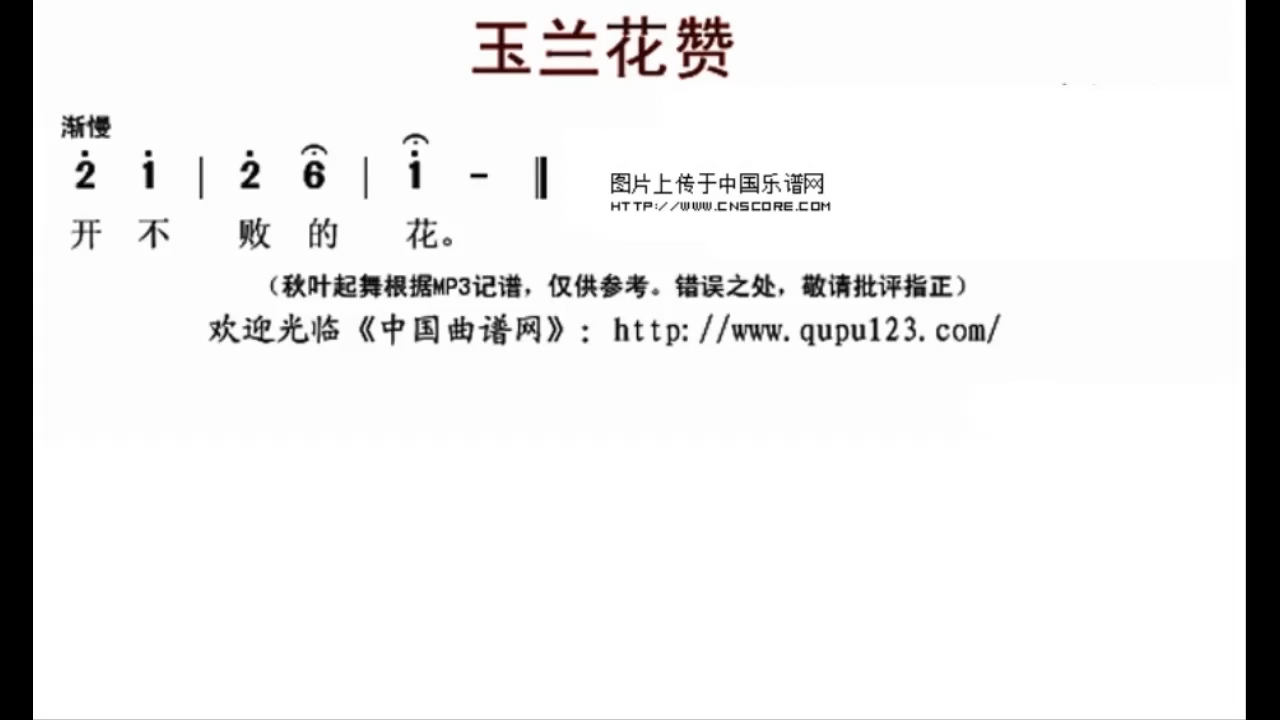 玉兰花赞
渐慢
2 1 | 2 6 | 1 - ‖
图片上传于中国乐谱网
HTTP://WWW.CNSCORE.COM
开 不 败 的 花。
（秋叶起舞根据MP3记谱，仅供参考。错误之处，敬请批评指正）
欢迎光临《中国曲谱网》：http://www.qupu123.com/